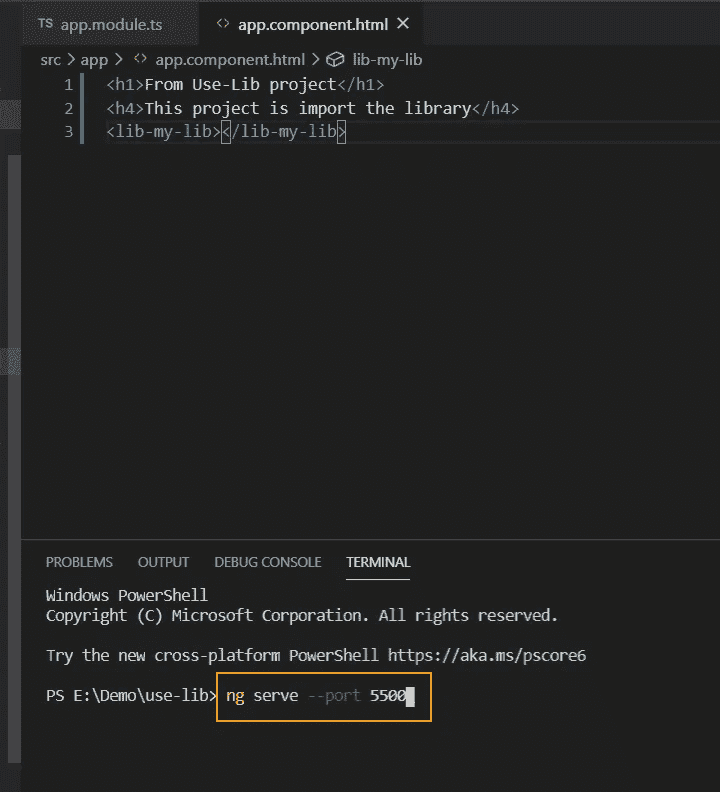 TS app.module.ts <> app.component.html ×
src > app > <> app.component.html > lib-my-lib
1 <h1>From Use-Lib project</h1>
2 <h4>This project is import the library</h4>
3 <lib-my-lib></lib-my-lib>
PROBLEMS OUTPUT DEBUG CONSOLE TERMINAL
Windows PowerShell
Copyright (C) Microsoft Corporation. All rights reserved.
Try the new cross-platform PowerShell https://aka.ms/pscore6
PS E:\Demo\use-lib> ng serve --port 5500